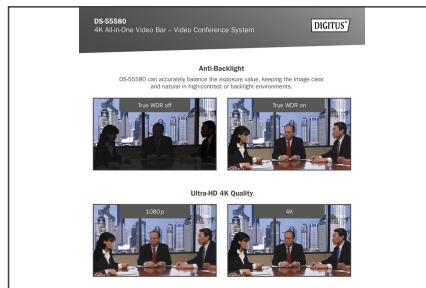 DS-55580
4K All-in-One Video Bar – Video Conference System
DIGITUS®
Anti-Backlight
DS-55580 can accurately balance the exposure value, keeping the image clear
and natural in high-contrast or backlight environments.
True WDR off
True WDR on
Ultra-HD 4K Quality
1080p
4K